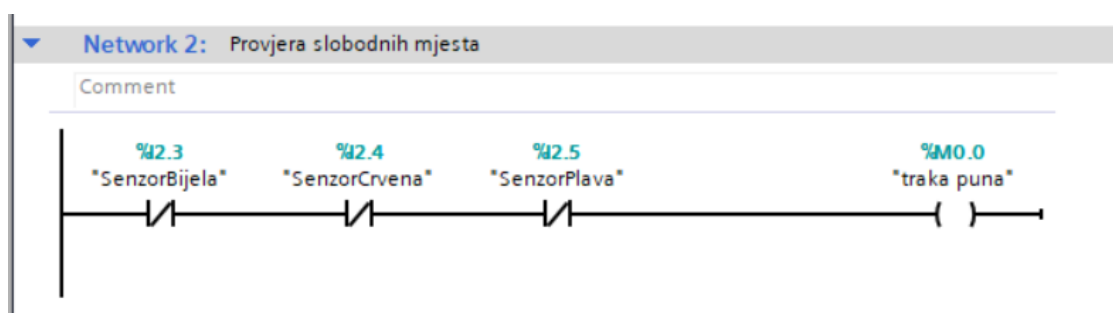 Network 2: Provjera slobodnih mjesta
Comment
%I2.3 %I2.4 %I2.5 %M0.0
"SenzorBijela" "SenzorCrvena" "SenzorPlava" "traka puna"